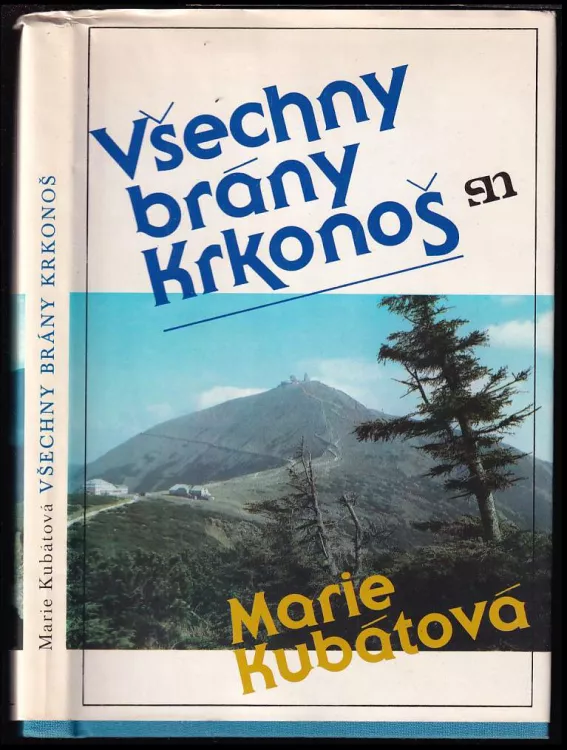 Všechny
brány
Krkonoš
sn
Marie
Kubátová
Marie Kubátová VŠECHNY BRÁNY KRKONOŠ